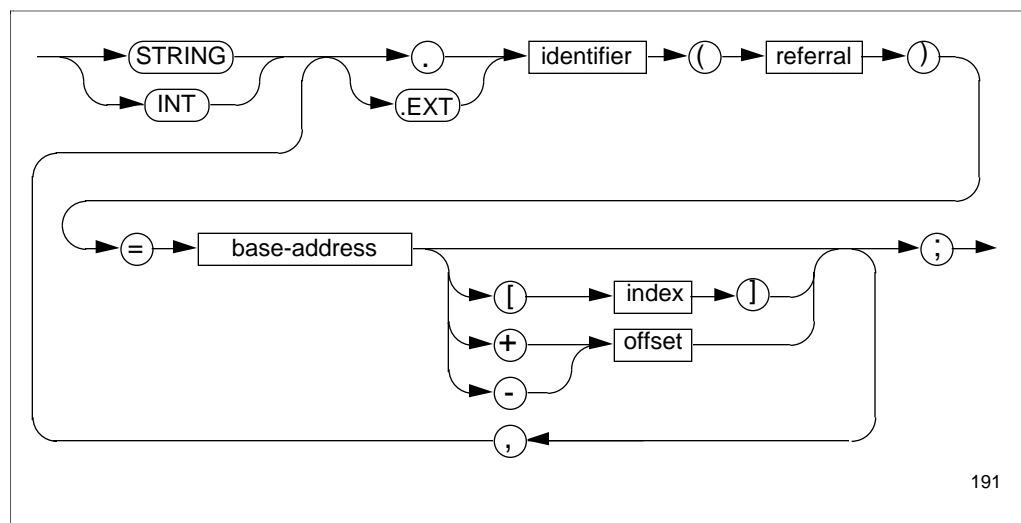 STRING . identifier ( referral )
INT .EXT
= base-address ;
[ index ]
+ offset
-
,
191